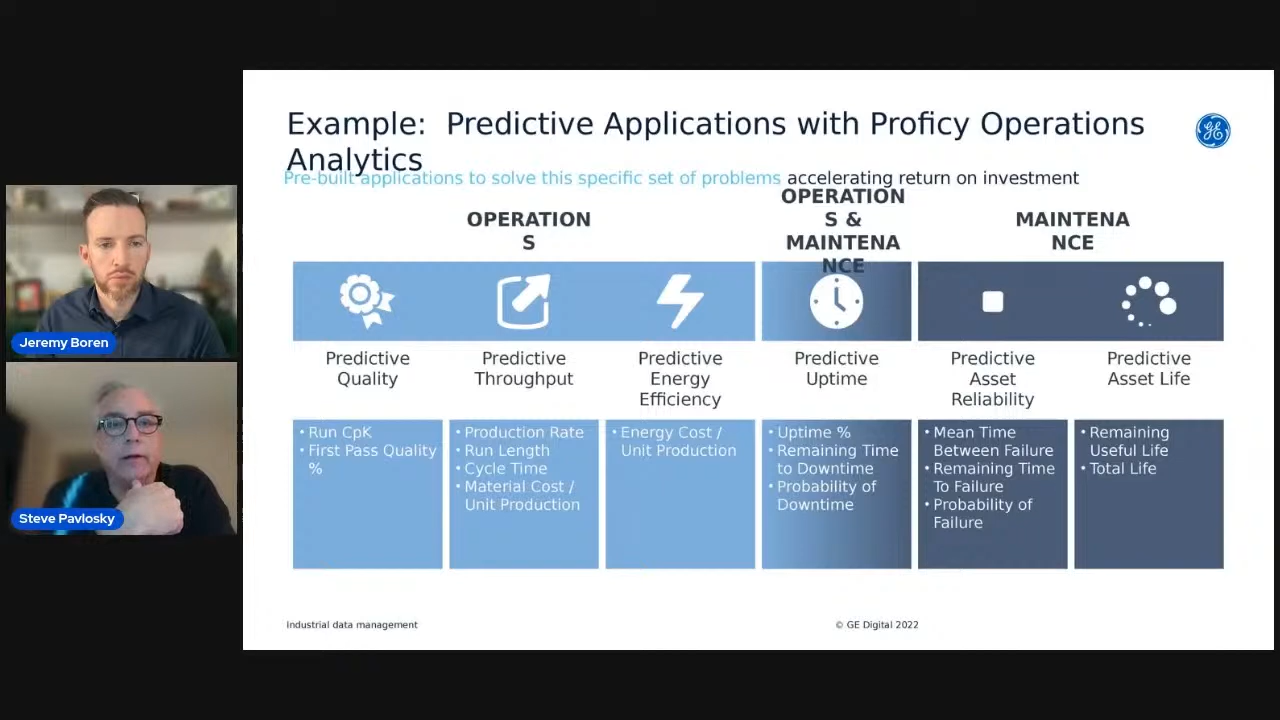 Example:  Predictive Applications with Proficy Operations
Analytics
Pre-built applications to solve this specific set of problems accelerating return on investment
OPERATION
S
OPERATION
S &
MAINTENA
NCE
MAINTENA
NCE
Predictive
Quality
Predictive
Throughput
Predictive
Energy
Efficiency
Predictive
Uptime
Predictive
Asset
Reliability
Predictive
Asset Life
• Run CpK
• First Pass Quality
%
• Production Rate
• Run Length
• Cycle Time
• Material Cost /
Unit Production
• Energy Cost /
Unit Production
• Uptime %
• Remaining Time
to Downtime
• Probability of
Downtime
• Mean Time
Between Failure
• Remaining Time
To Failure
• Probability of
Failure
• Remaining
Useful Life
• Total Life
Industrial data management
© GE Digital 2022
GE
Jeremy Boren
Steve Pavlosky